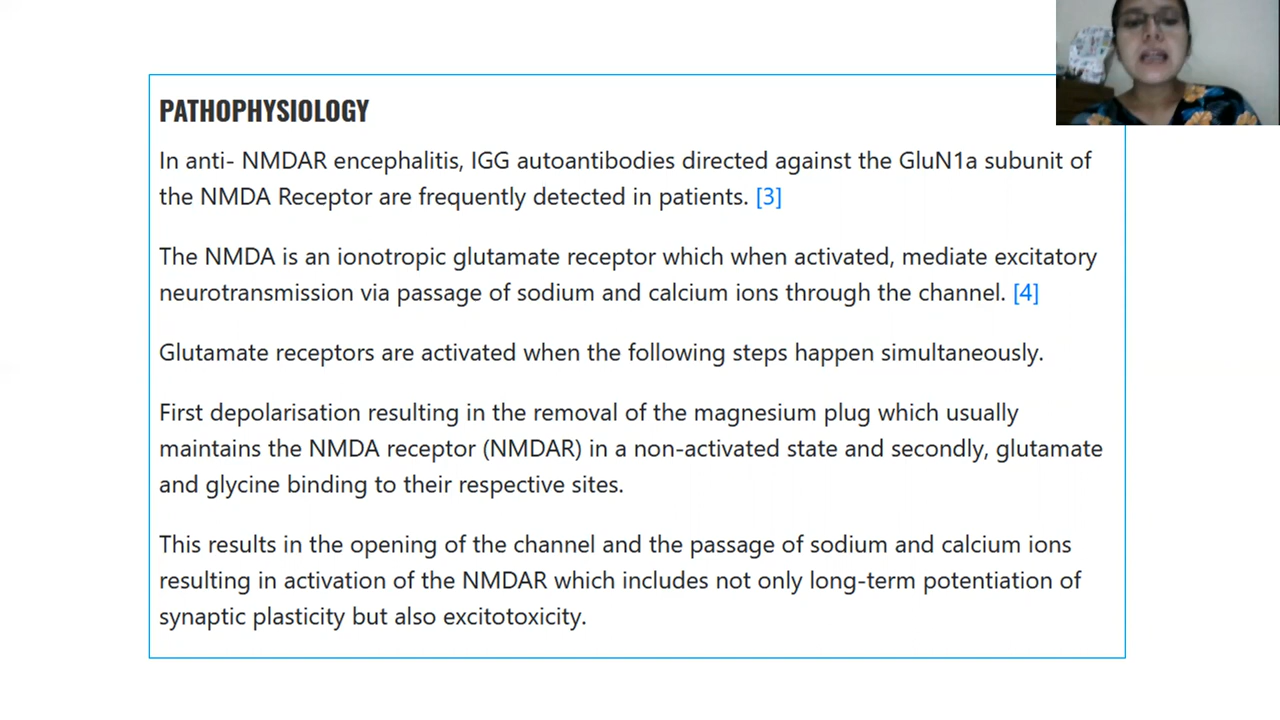 PATHOPHYSIOLOGY
In anti- NMDAR encephalitis, IGG autoantibodies directed against the GluN1a subunit of
the NMDA Receptor are frequently detected in patients. [3]
The NMDA is an ionotropic glutamate receptor which when activated, mediate excitatory
neurotransmission via passage of sodium and calcium ions through the channel. [4]
Glutamate receptors are activated when the following steps happen simultaneously.
First depolarisation resulting in the removal of the magnesium plug which usually
maintains the NMDA receptor (NMDAR) in a non-activated state and secondly, glutamate
and glycine binding to their respective sites.
This results in the opening of the channel and the passage of sodium and calcium ions
resulting in activation of the NMDAR which includes not only long-term potentiation of
synaptic plasticity but also excitotoxicity.